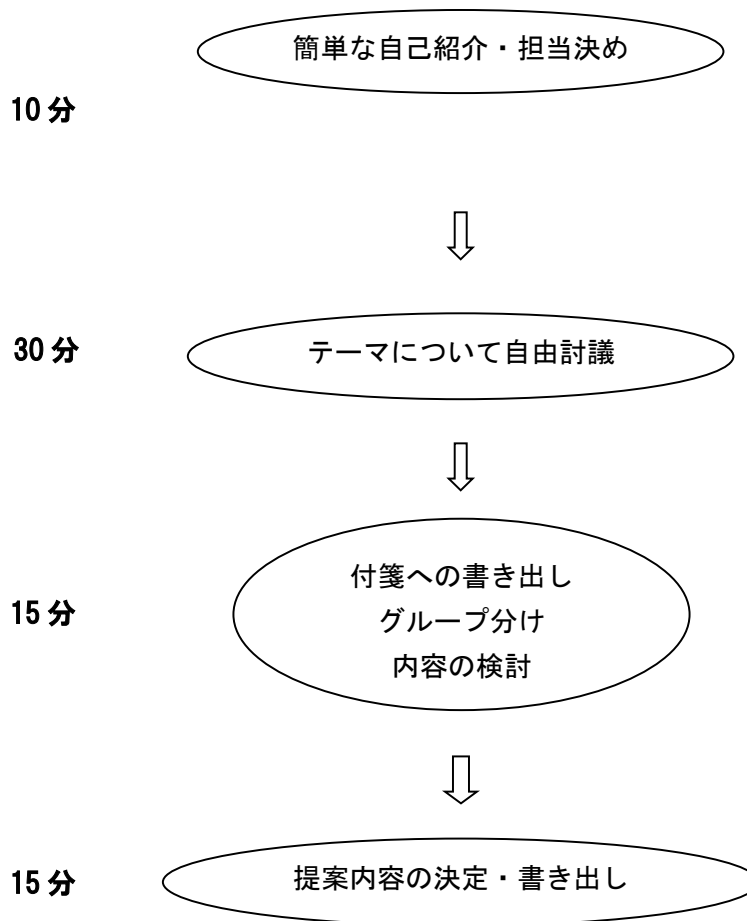 簡単な自己紹介・担当決め
10分
30分
テーマについて自由討議
15分
付箋への書き出し
グループ分け
内容の検討
15分
提案内容の決定・書き出し